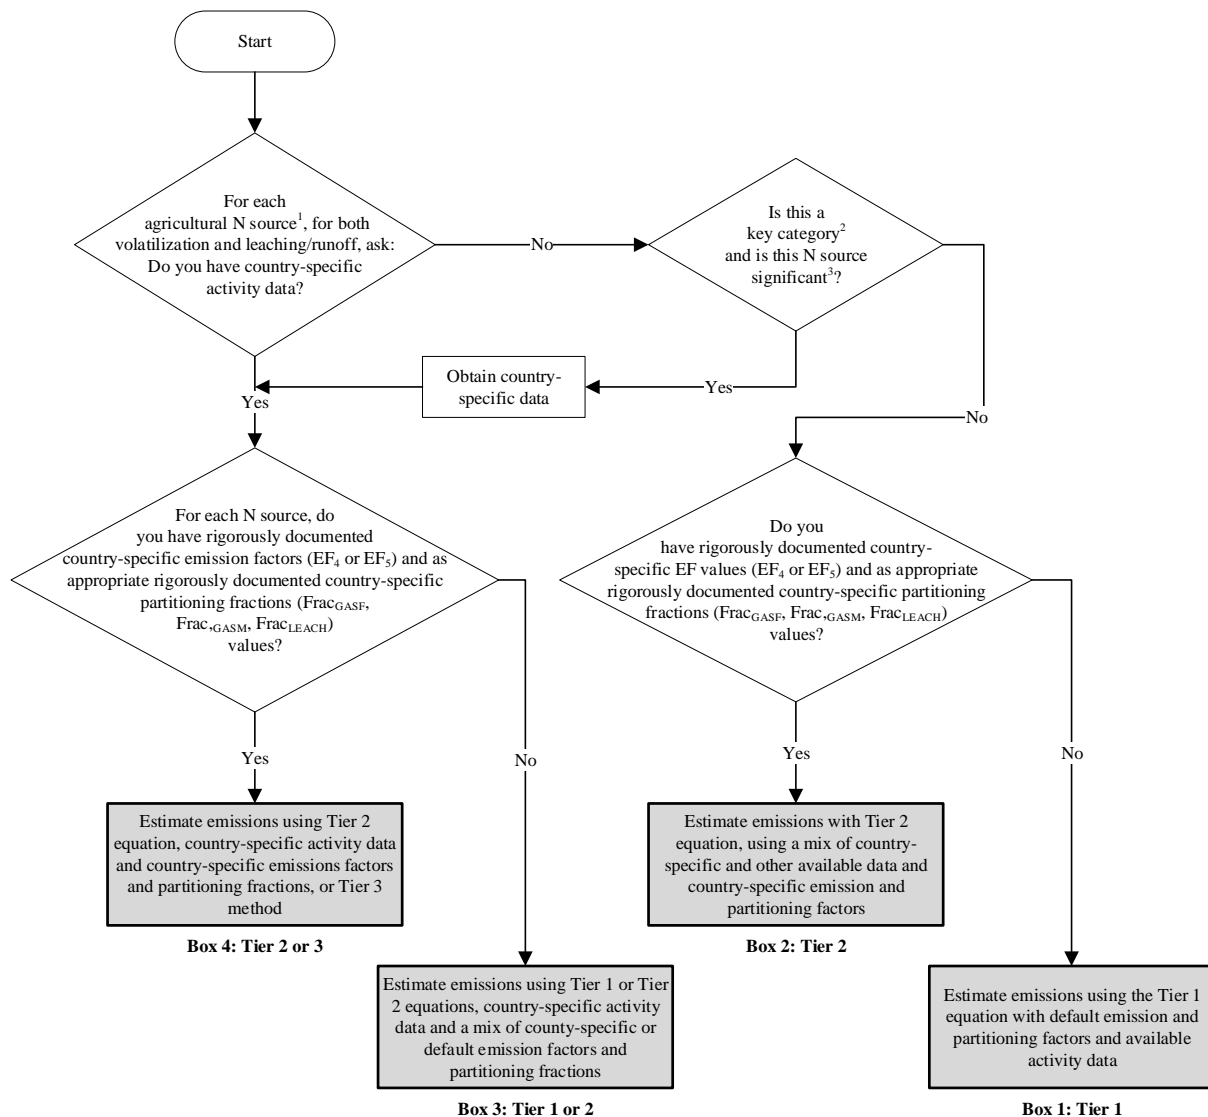 Start
For each
agricultural N source1, for both
volatilization and leaching/runoff, ask:
Do you have country-specific
activity data?
No
Is this a
key category2
and is this N source
significant3?
Obtain country-
specific data
Yes
Yes
No
For each N source, do
you have rigorously documented
country-specific emission factors (EF4 or EF5) and as
appropriate rigorously documented country-specific
partitioning fractions (FracGASF,
Frac,GASM, FracLEACH)
values?
Do you
have rigorously documented country-
specific EF values (EF4 or EF5) and as appropriate
rigorously documented country-specific partitioning
fractions (FracGASF, Frac,GASM, FracLEACH)
values?
Yes
No
Yes
No
Estimate emissions using Tier 2
equation, country-specific activity data
and country-specific emissions factors
and partitioning fractions, or Tier 3
method
Box 4: Tier 2 or 3
Estimate emissions with Tier 2
equation, using a mix of country-
specific and other available data and
country-specific emission and
partitioning factors
Box 2: Tier 2
Estimate emissions using Tier 1 or Tier
2 equations, country-specific activity
data and a mix of county-specific or
default emission factors and
partitioning fractions
Box 3: Tier 1 or 2
Estimate emissions using the Tier 1
equation with default emission and
partitioning factors and available
activity data
Box 1: Tier 1